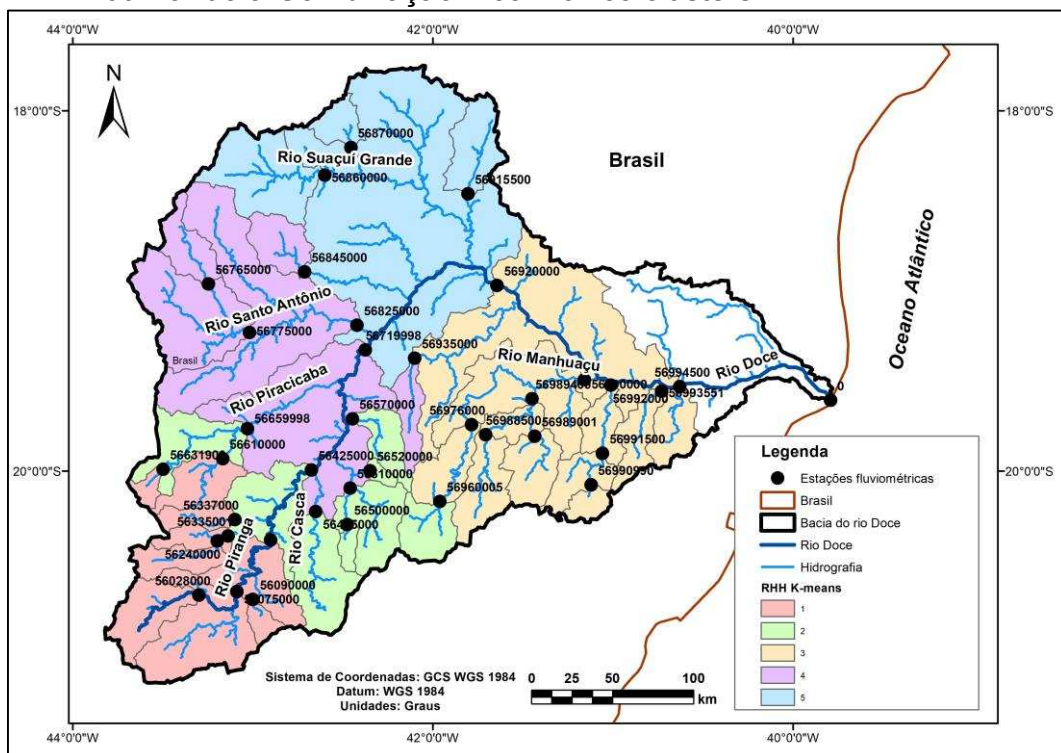 44°0'0"W
42°0'0"W
40°0'0"W
18°0'0"S
18°0'0"S
N
56870000
Rio Suaçuí Grande
56860000
56915500
Brasil
Oceano Atlântico
56845000
56765000
56920000
Rio Santo Antônio
56825000
56775000
56719998
Brasil
56935000
Rio Manhuaçu
56994500
Rio Doce
56992000
56993551
Rio Piracicaba
56570000
56976000
56988500
56989001
56659998
56610000
56991500
56425000
56520000
20°0'0"S
20°0'0"S
56990990
56960005
56337000
56500000
Rio Casca
Rio Piranga
56240000
56028000
56090000
Legenda
Estações fluviométricas
Brasil
Bacia do rio Doce
Rio Doce
Hidrografia
RHH K-means
1
2
3
4
5
Sistema de Coordenadas: GCS WGS 1984
Datum: WGS 1984
Unidades: Graus
0 25 50 100
km
44°0'0"W
42°0'0"W
40°0'0"W